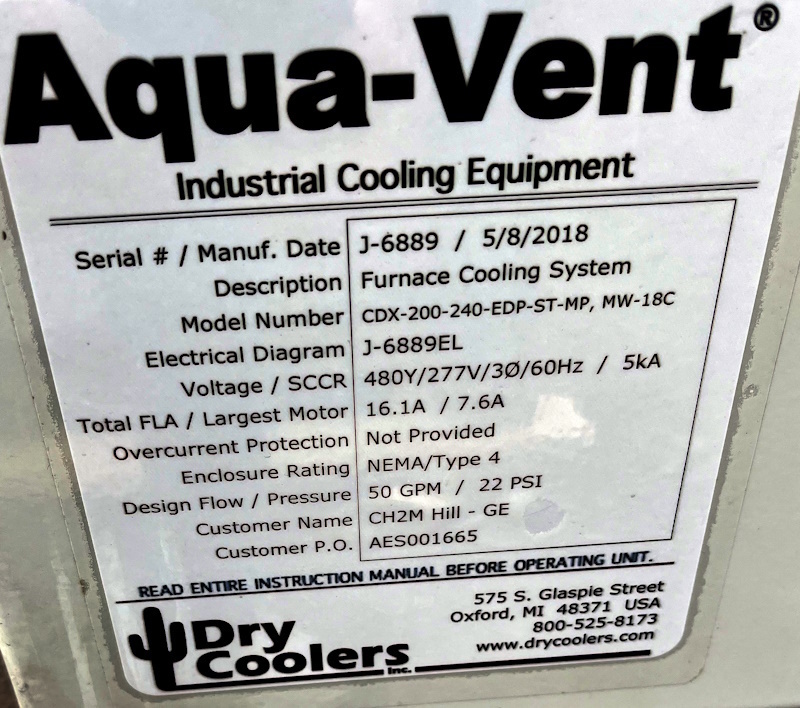 Aqua-Vent®
Industrial Cooling Equipment
Serial # / Manuf. Date J-6889 / 5/8/2018
Description Furnace Cooling System
Model Number CDX-200-240-EDP-ST-MP, MW-18C
Electrical Diagram J-6889EL
Voltage / SCCR 480Y/277V/3Ø/60Hz / 5kA
Total FLA / Largest Motor 16.1A / 7.6A
Overcurrent Protection Not Provided
Enclosure Rating NEMA/Type 4
Design Flow / Pressure 50 GPM / 22 PSI
Customer Name CH2M Hill - GE
Customer P.O. AES001665
READ ENTIRE INSTRUCTION MANUAL BEFORE OPERATING UNIT.
Dry
Coolers Inc.
575 S. Glaspie Street
Oxford, MI 48371 USA
800-525-8173
www.drycoolers.com